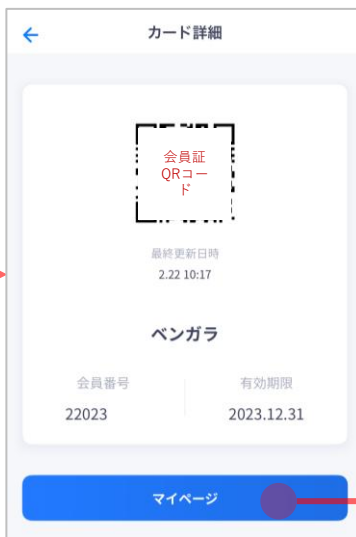 カード詳細
会員証
QRコー
ド
最終更新日時
2.22 10:17
ベンガラ
会員番号
有効期限
22023
2023.12.31
マイページ